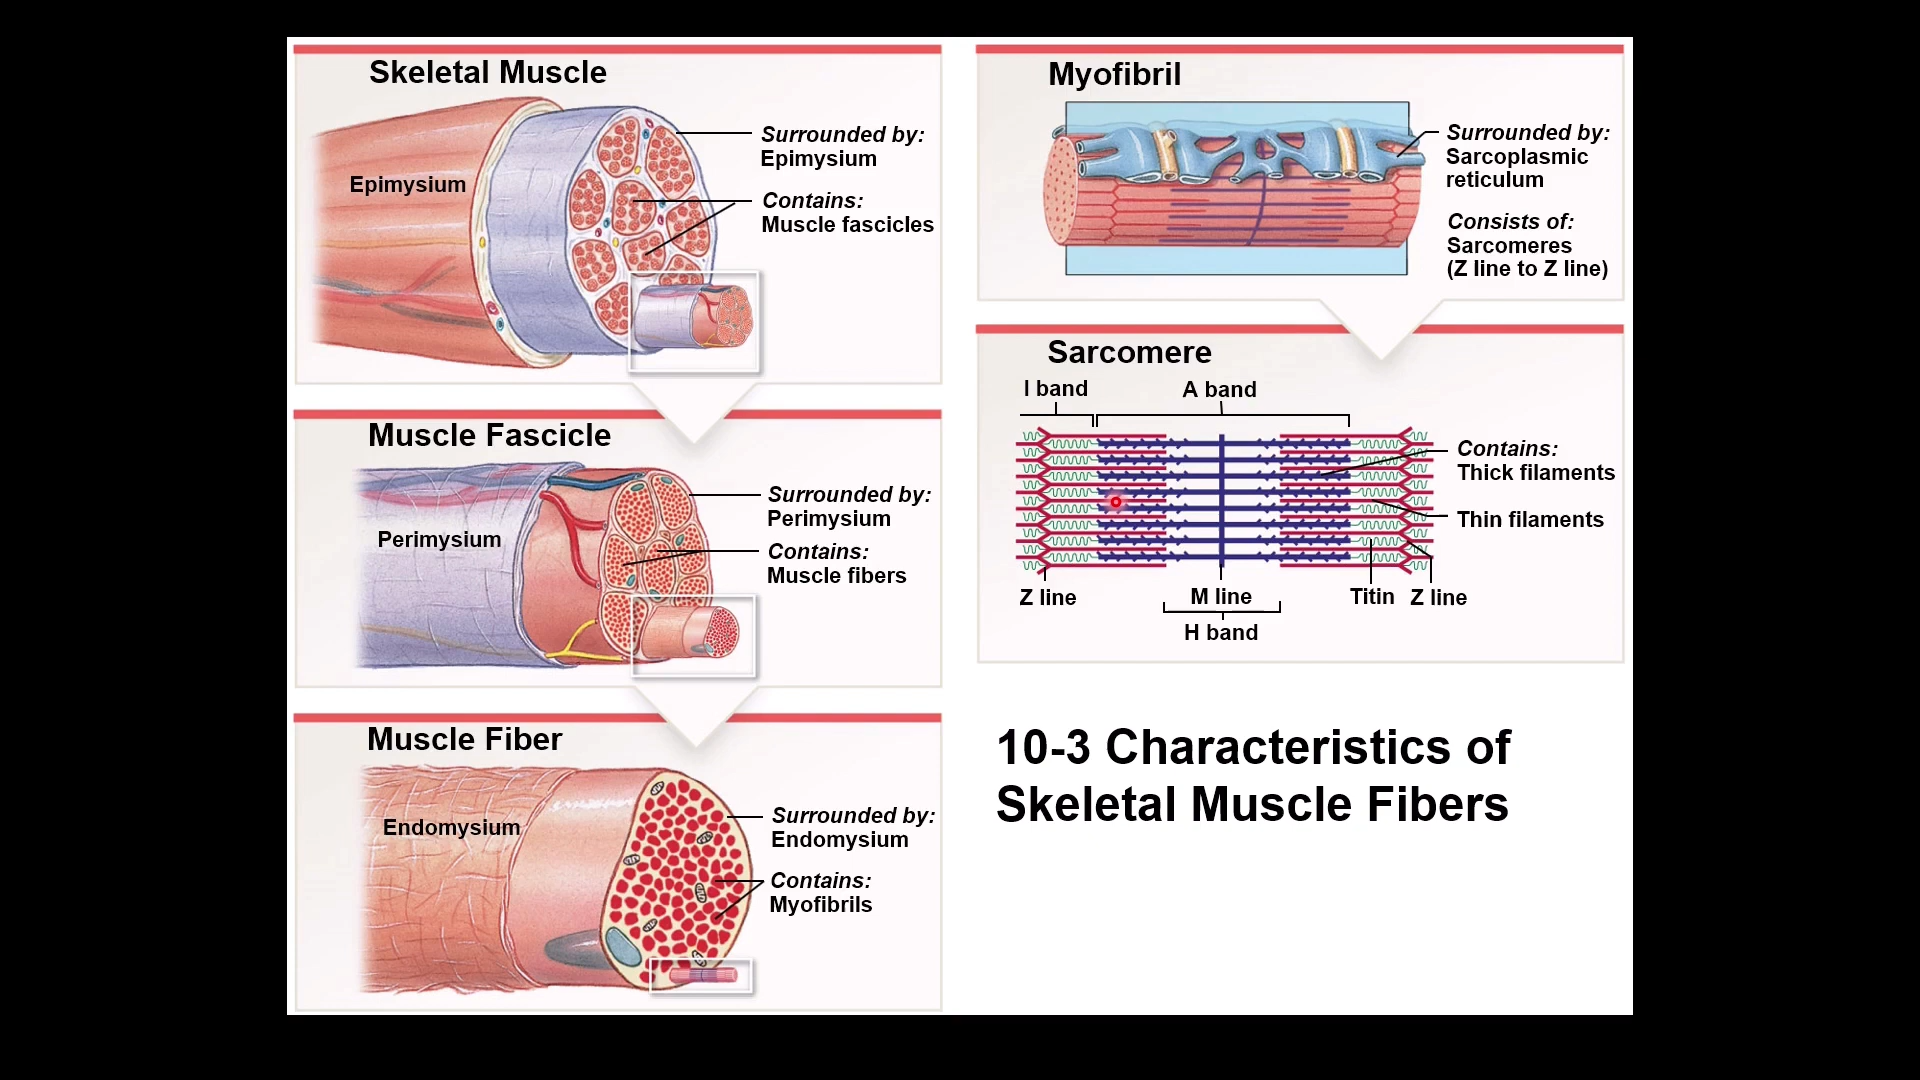 Skeletal Muscle
Epimysium
Surrounded by:
Epimysium
Contains:
Muscle fascicles
Muscle Fascicle
Perimysium
Surrounded by:
Perimysium
Contains:
Muscle fibers
Muscle Fiber
Endomysium
Surrounded by:
Endomysium
Contains:
Myofibrils
Myofibril
Surrounded by:
Sarcoplasmic
reticulum
Consists of:
Sarcomeres
(Z line to Z line)
Sarcomere
I band
A band
Contains:
Thick filaments
Thin filaments
Z line
M line
Titin
Z line
H band
10-3 Characteristics of
Skeletal Muscle Fibers